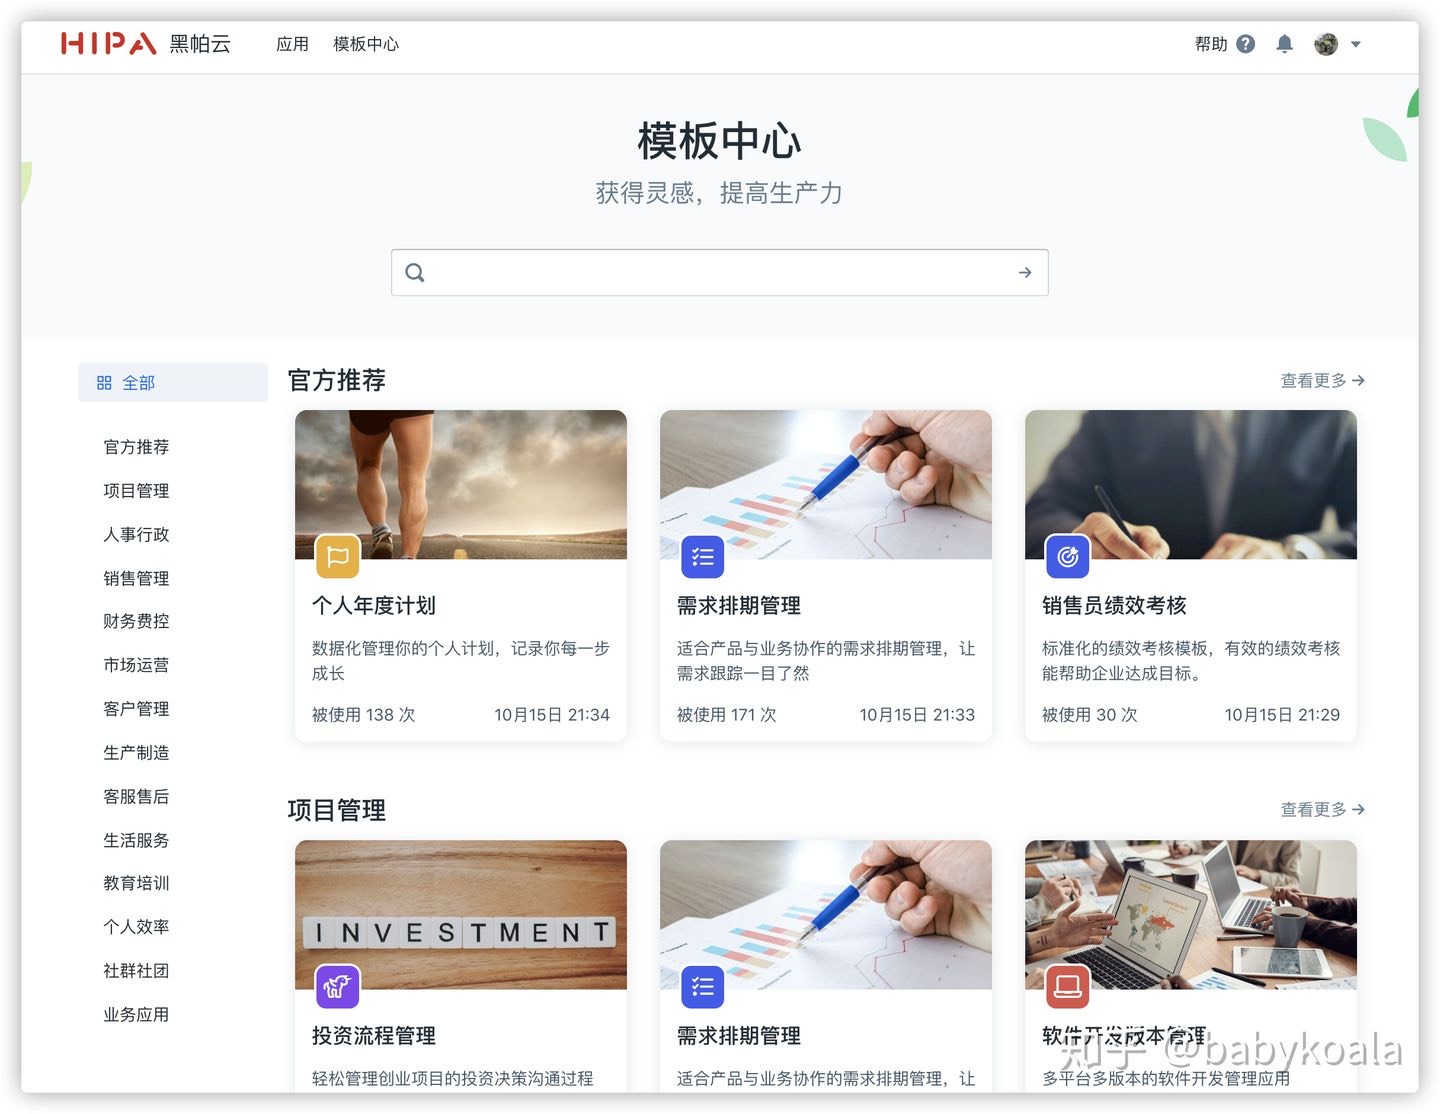 HIPA 黑帕云 应用 模板中心 帮助
模板中心
获得灵感，提高生产力
全部
官方推荐
项目管理
人事行政
销售管理
财务费控
市场运营
客户管理
生产制造
客服售后
生活服务
教育培训
个人效率
社群社团
业务应用
官方推荐 查看更多
个人年度计划
数据化管理你的个人计划，记录你每一步
成长
被使用 138 次 10月15日 21:34
需求排期管理
适合产品与业务协作的需求排期管理，让
需求跟踪一目了然
被使用 171 次 10月15日 21:33
销售员绩效考核
标准化的绩效考核模板，有效的绩效考核
能帮助企业达成目标。
被使用 30 次 10月15日 21:29
项目管理 查看更多
INVESTMENT
投资流程管理
轻松管理创业项目的投资决策沟通过程
需求排期管理
适合产品与业务协作的需求排期管理，让
软件开发版本管理
多平台多版本的软件开发管理应用
知乎 @babykoala